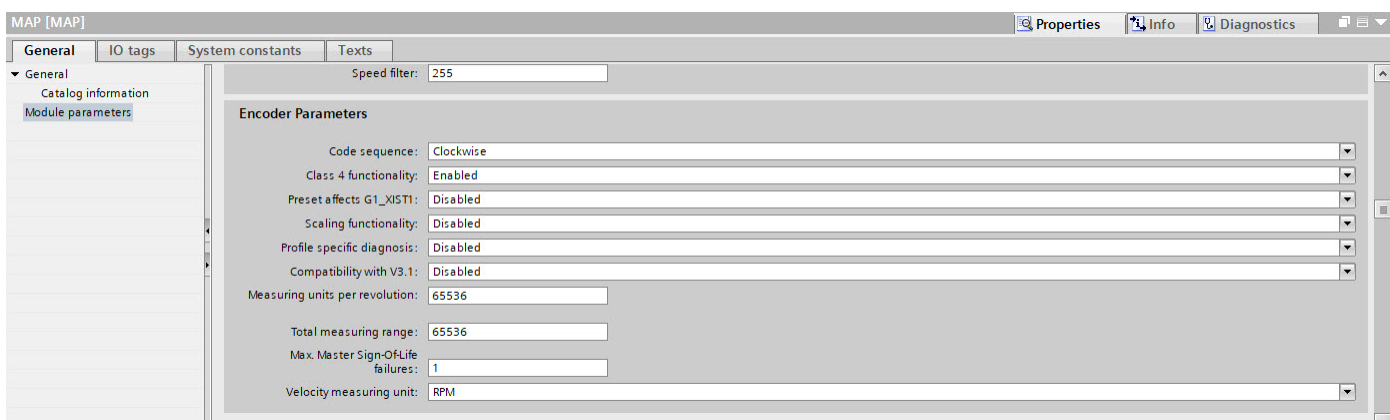 MAP [MAP]
Properties Info Diagnostics
General IO tags System constants Texts
General
Catalog information
Module parameters
Speed filter: 255
Encoder Parameters
Code sequence: Clockwise
Class 4 functionality: Enabled
Preset affects G1_XIST1: Disabled
Scaling functionality: Disabled
Profile specific diagnosis: Disabled
Compatibility with V3.1: Disabled
Measuring units per revolution: 65536
Total measuring range: 65536
Max. Master Sign-Of-Life
failures: 1
Velocity measuring unit: RPM